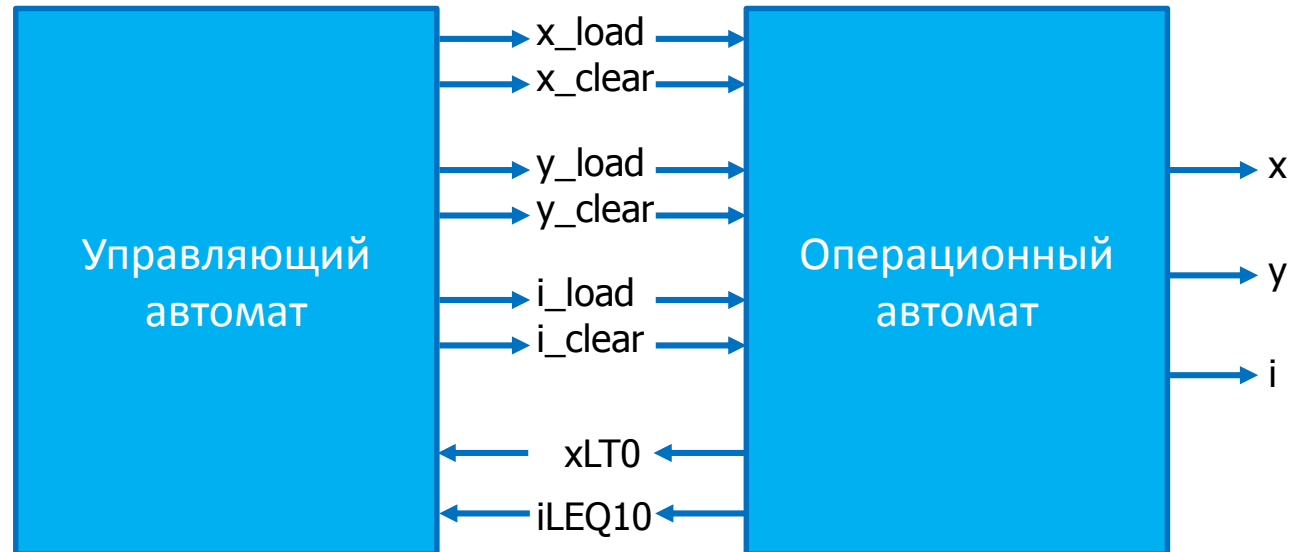 Управляющий
автомат
x_load
x_clear
y_load
y_clear
i_load
i_clear
xLT0
iLEQ10
Операционный
автомат
x
y
i